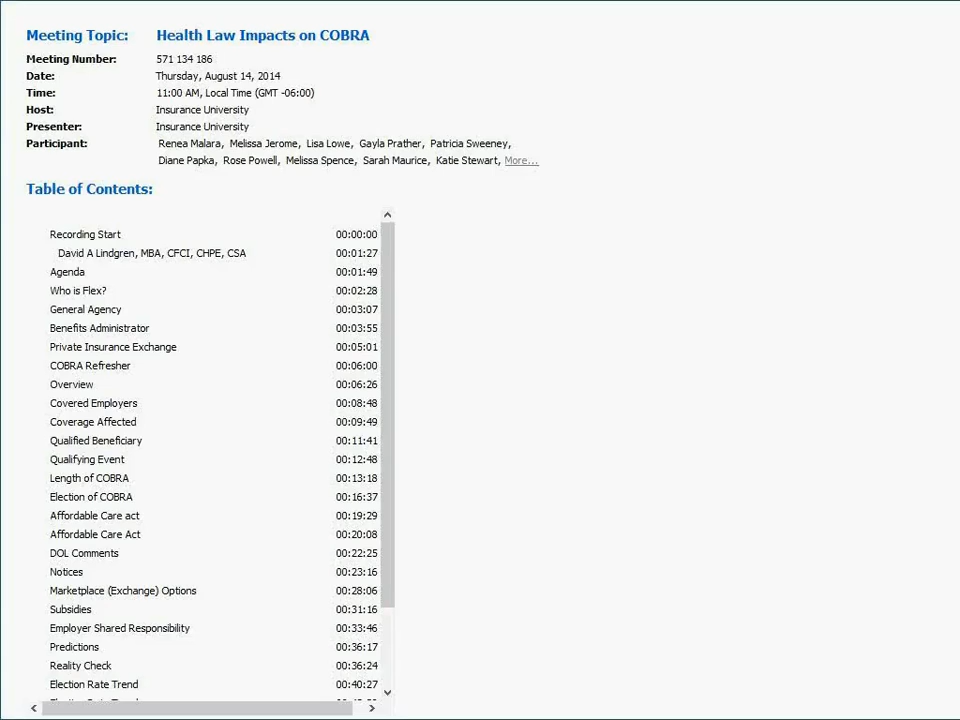 Meeting Topic: Health Law Impacts on COBRA
Meeting Number: 571 134 186
Date: Thursday, August 14, 2014
Time: 11:00 AM, Local Time (GMT -06:00)
Host: Insurance University
Presenter: Insurance University
Participant: Renea Malara, Melissa Jerome, Lisa Lowe, Gayla Prather, Patricia Sweeney,
Diane Papka, Rose Powell, Melissa Spence, Sarah Maurice, Katie Stewart, More...
Table of Contents:
Recording Start 00:00:00
David A Lindgren, MBA, CFCI, CHPE, CSA 00:01:27
Agenda 00:01:49
Who is Flex? 00:02:28
General Agency 00:03:07
Benefits Administrator 00:03:55
Private Insurance Exchange 00:05:01
COBRA Refresher 00:06:00
Overview 00:06:26
Covered Employers 00:08:48
Coverage Affected 00:09:49
Qualified Beneficiary 00:11:41
Qualifying Event 00:12:48
Length of COBRA 00:13:18
Election of COBRA 00:16:37
Affordable Care act 00:19:29
Affordable Care Act 00:20:08
DOL Comments 00:22:25
Notices 00:23:16
Marketplace (Exchange) Options 00:28:06
Subsidies 00:31:16
Employer Shared Responsibility 00:33:46
Predictions 00:36:17
Reality Check 00:36:24
Election Rate Trend 00:40:27